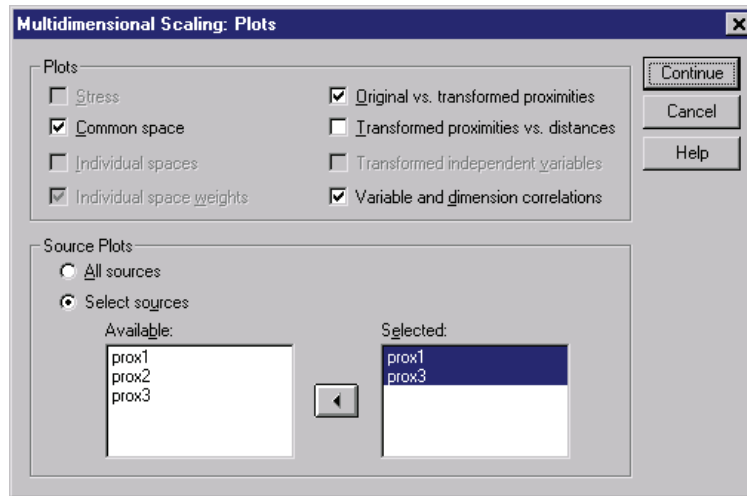 Multidimensional Scaling: Plots
Plots
Stress
Original vs. transformed proximities
Common space
Transformed proximities vs. distances
Individual spaces
Transformed independent variables
Individual space weights
Variable and dimension correlations
Continue
Cancel
Help
Source Plots
All sources
Select sources
Available:
prox1
prox2
prox3
Selected:
prox1
prox3